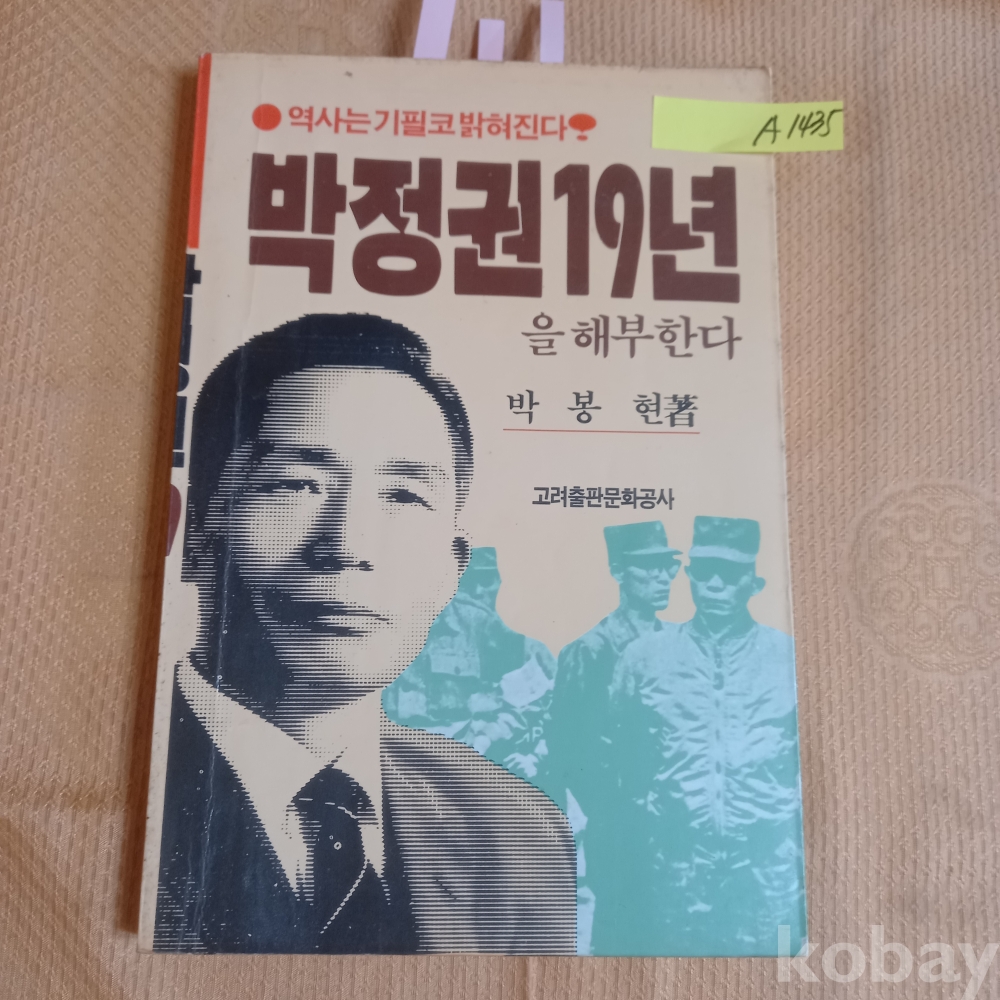 역사는 기필코 밝혀진다
A 1435
박정권 19년
을 해부한다
박 봉 현 著
고려출판문화공사
kobay